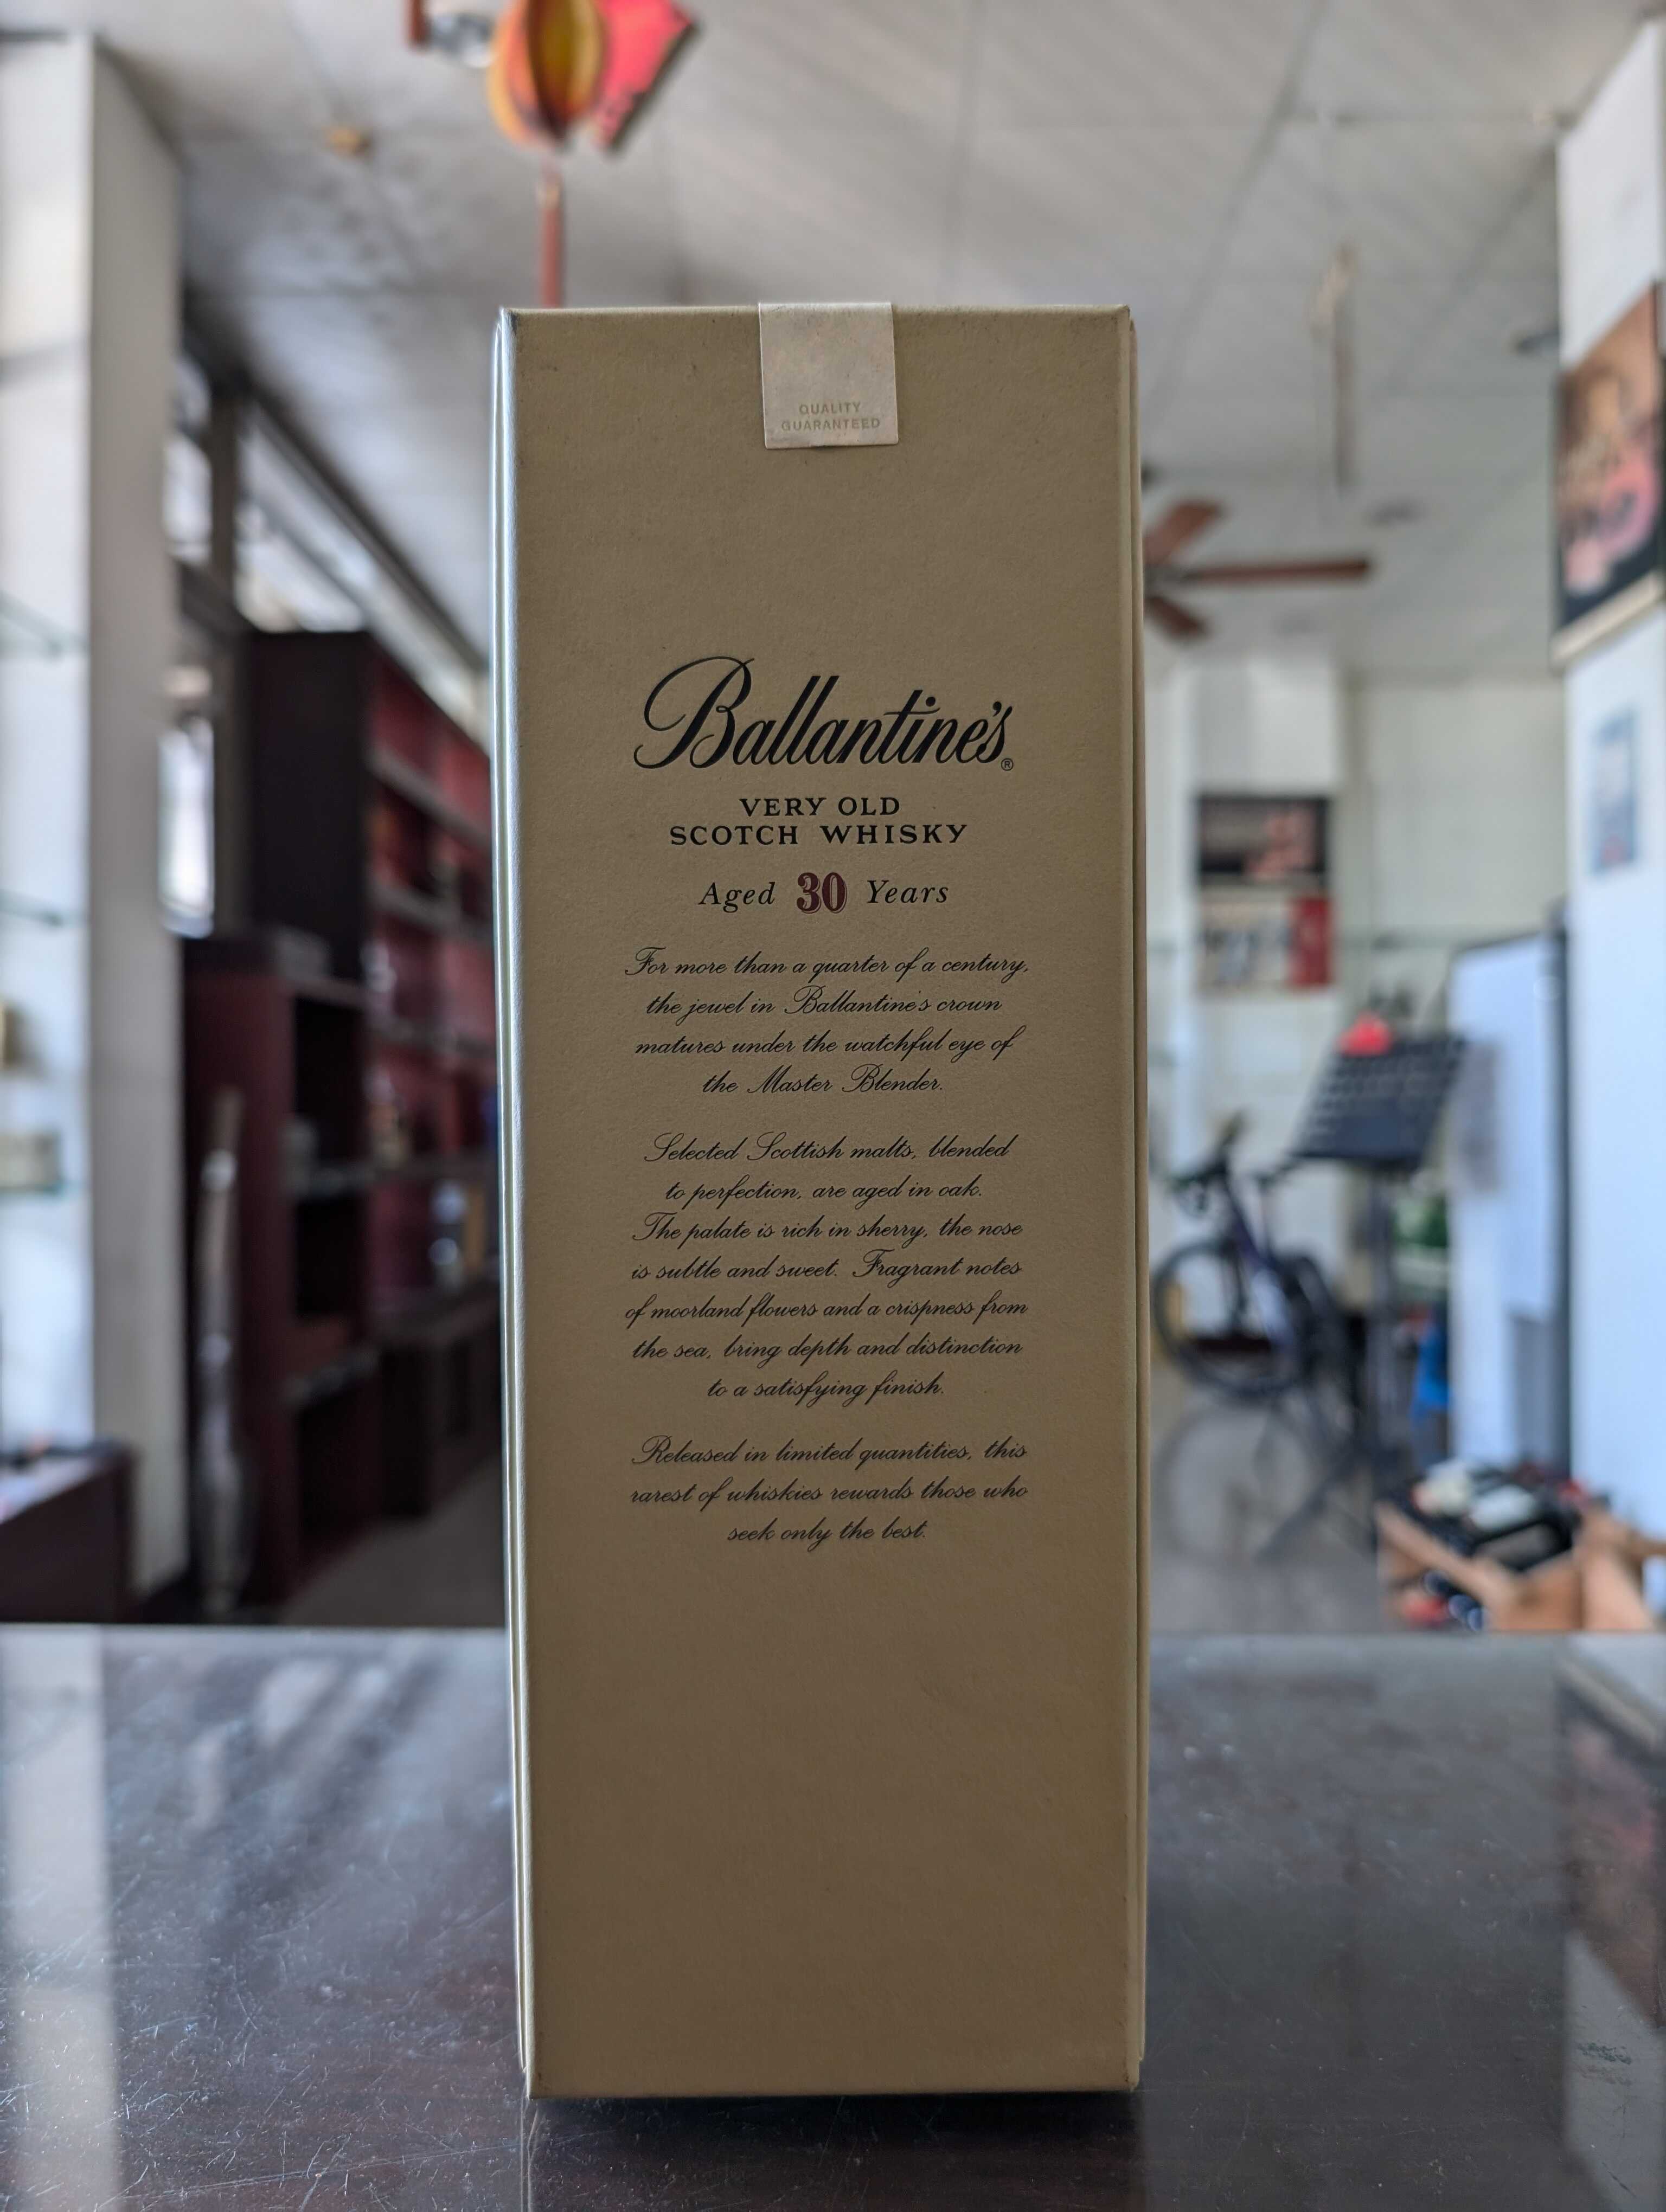 QUALITY
GUARANTEED
Ballantine's®
VERY OLD
SCOTCH WHISKY
Aged 30 Years
For more than a quarter of a century,
the jewel in Ballantine's crown
matures under the watchful eye of
the Master Blender.
Selected Scottish malts, blended
to perfection, are aged in oak.
The palate is rich in sherry, the nose
is subtle and sweet. Fragrant notes
of moorland flowers and a crispness from
the sea, bring depth and distinction
to a satisfying finish.
Released in limited quantities, this
rarest of whiskies rewards those who
seek only the best.